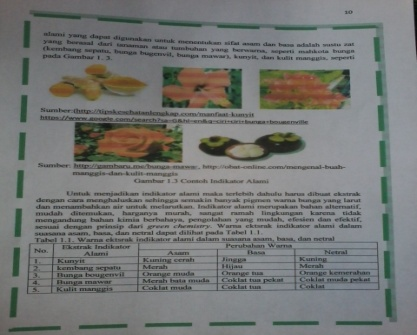 10
alami yang dapat digunakan untuk menentukan sifat asam dan basa adalah suatu zat
yang berasal dari tanaman atau tumbuhan yang berwarna, seperti mahkota bunga
(kembang sepatu, bunga bugenvil, bunga mawar), kunyit, dan kulit manggis, seperti
pada Gambar 1. 3.
Sumber:(http://tipskesehatanlengkap.com/manfaat-kunyit
https://www.google.com/search?
Sumber: http://gambaru.me/bunga-mawar, http://obat-online.com/mengenal-buah-
manggis-dan-kulit-manggis
Gambar 1.3 Contoh Indikator Alami
Untuk menjadikan indikator alami maka terlebih dahulu harus dibuat ekstrak
dengan cara menghaluskan sehingga semakin banyak pigmen warna bunga yang larut
dan menambahkan air untuk melarutkan. Indikator alami merupakan bahan alternatif,
mudah ditemukan, harganya murah, sangat ramah lingkungan karena tidak
mengandung bahan kimia berbahaya, pengolahan yang mudah, efesien dan efektif,
sesuai dengan prinsip dari green chemistry. Warna ekstrak indikator alami dalam
suasana asam, basa, dan netral dapat dilihat pada Tabel 1.1.
Tabel 1.1. Warna ektsrak indikator alami dalam suasana asam, basa, dan netral
No. Ekstrak Indikator Alami Perubahan Warna
Asam Basa Netral
1. Kunyit Kuning cerah Jingga Kuning
2. kembang sepatu Merah Hijau Merah
3. Bunga bougenvil Orange muda Orange tua Orange kemerahan
4. Bunga mawar Merah bata muda Coklat tua pekat Coklat muda pekat
5. Kulit manggis Coklat muda Coklat tua Coklat